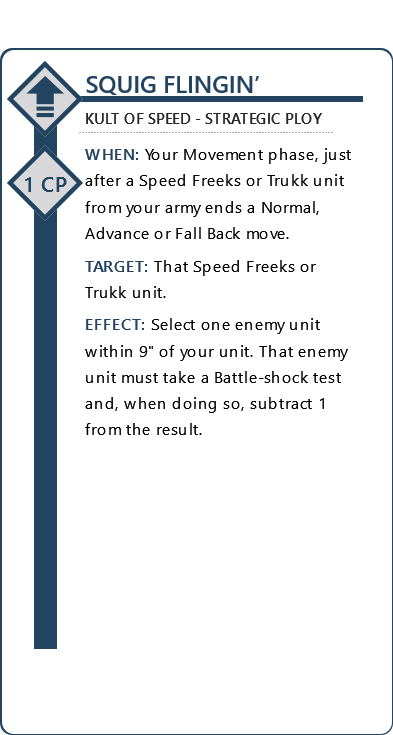 SQUIG FLINGIN’
KULT OF SPEED - STRATEGIC PLOY
1 CP
WHEN: Your Movement phase, just
after a Speed Freeks or Trukk unit
from your army ends a Normal,
Advance or Fall Back move.
TARGET: That Speed Freeks or
Trukk unit.
EFFECT: Select one enemy unit
within 9" of your unit. That enemy
unit must take a Battle-shock test
and, when doing so, subtract 1
from the result.